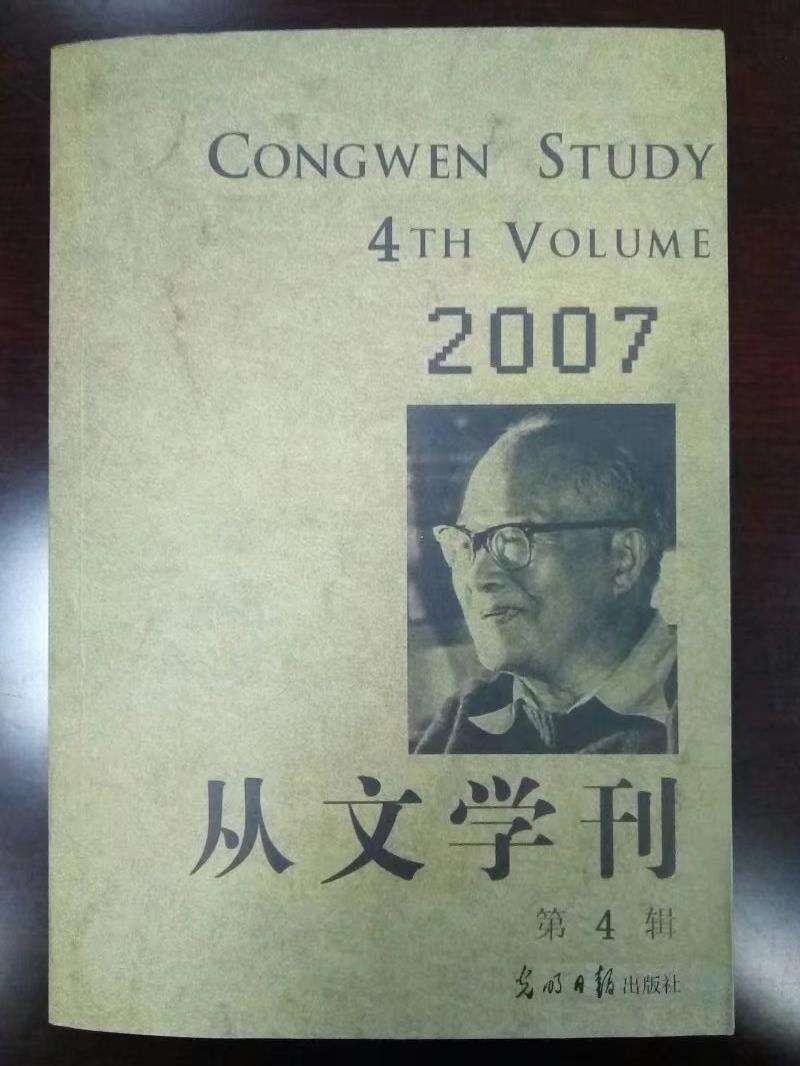 CONGWEN STUDY
4TH VOLUME
2007
从文学刊
第4辑
光明日报出版社